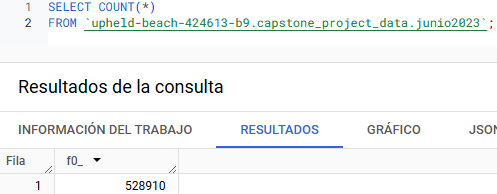 1 SELECT COUNT(*)
2 FROM `upheld-beach-424613-b9.capstone_project_data.junio2023`;
Resultados de la consulta
INFORMACIÓN DEL TRABAJO RESULTADOS GRÁFICO JSON
Fila f0_
1 528910